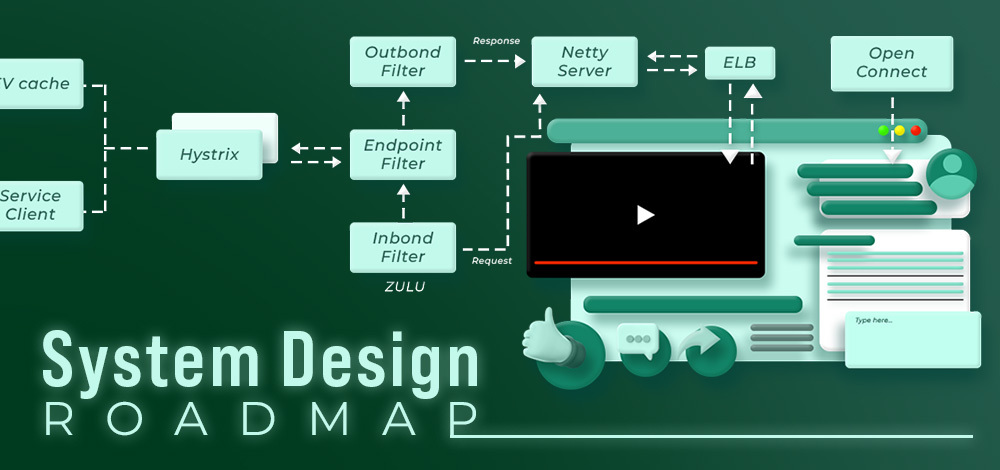 Response
Outbond
Filter
Netty
Server
ELB
Open
Connect
EV cache
Hystrix
Endpoint
Filter
Service
Client
Inbond
Filter
Request
ZULU
Type here...
System Design
ROADMAP